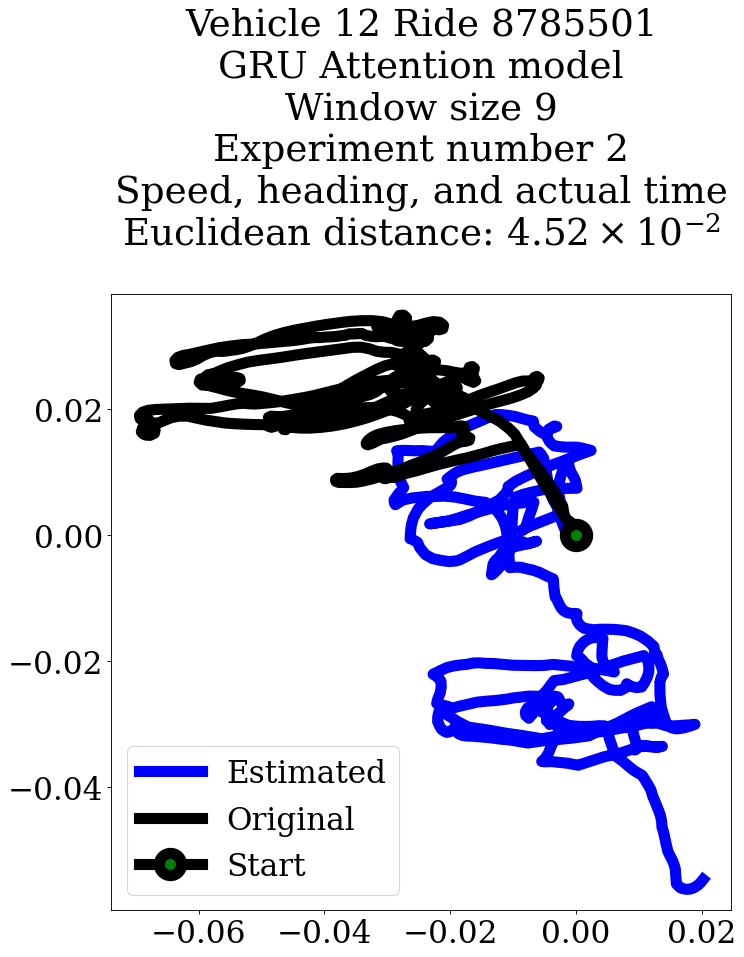 Vehicle 12 Ride 8785501
GRU Attention model
Window size 9
Experiment number 2
Speed, heading, and actual time
Euclidean distance: 4.52 × 10⁻²
0.02
0.00
−0.02
−0.04
Estimated
Original
Start
−0.06 −0.04 −0.02 0.00 0.02